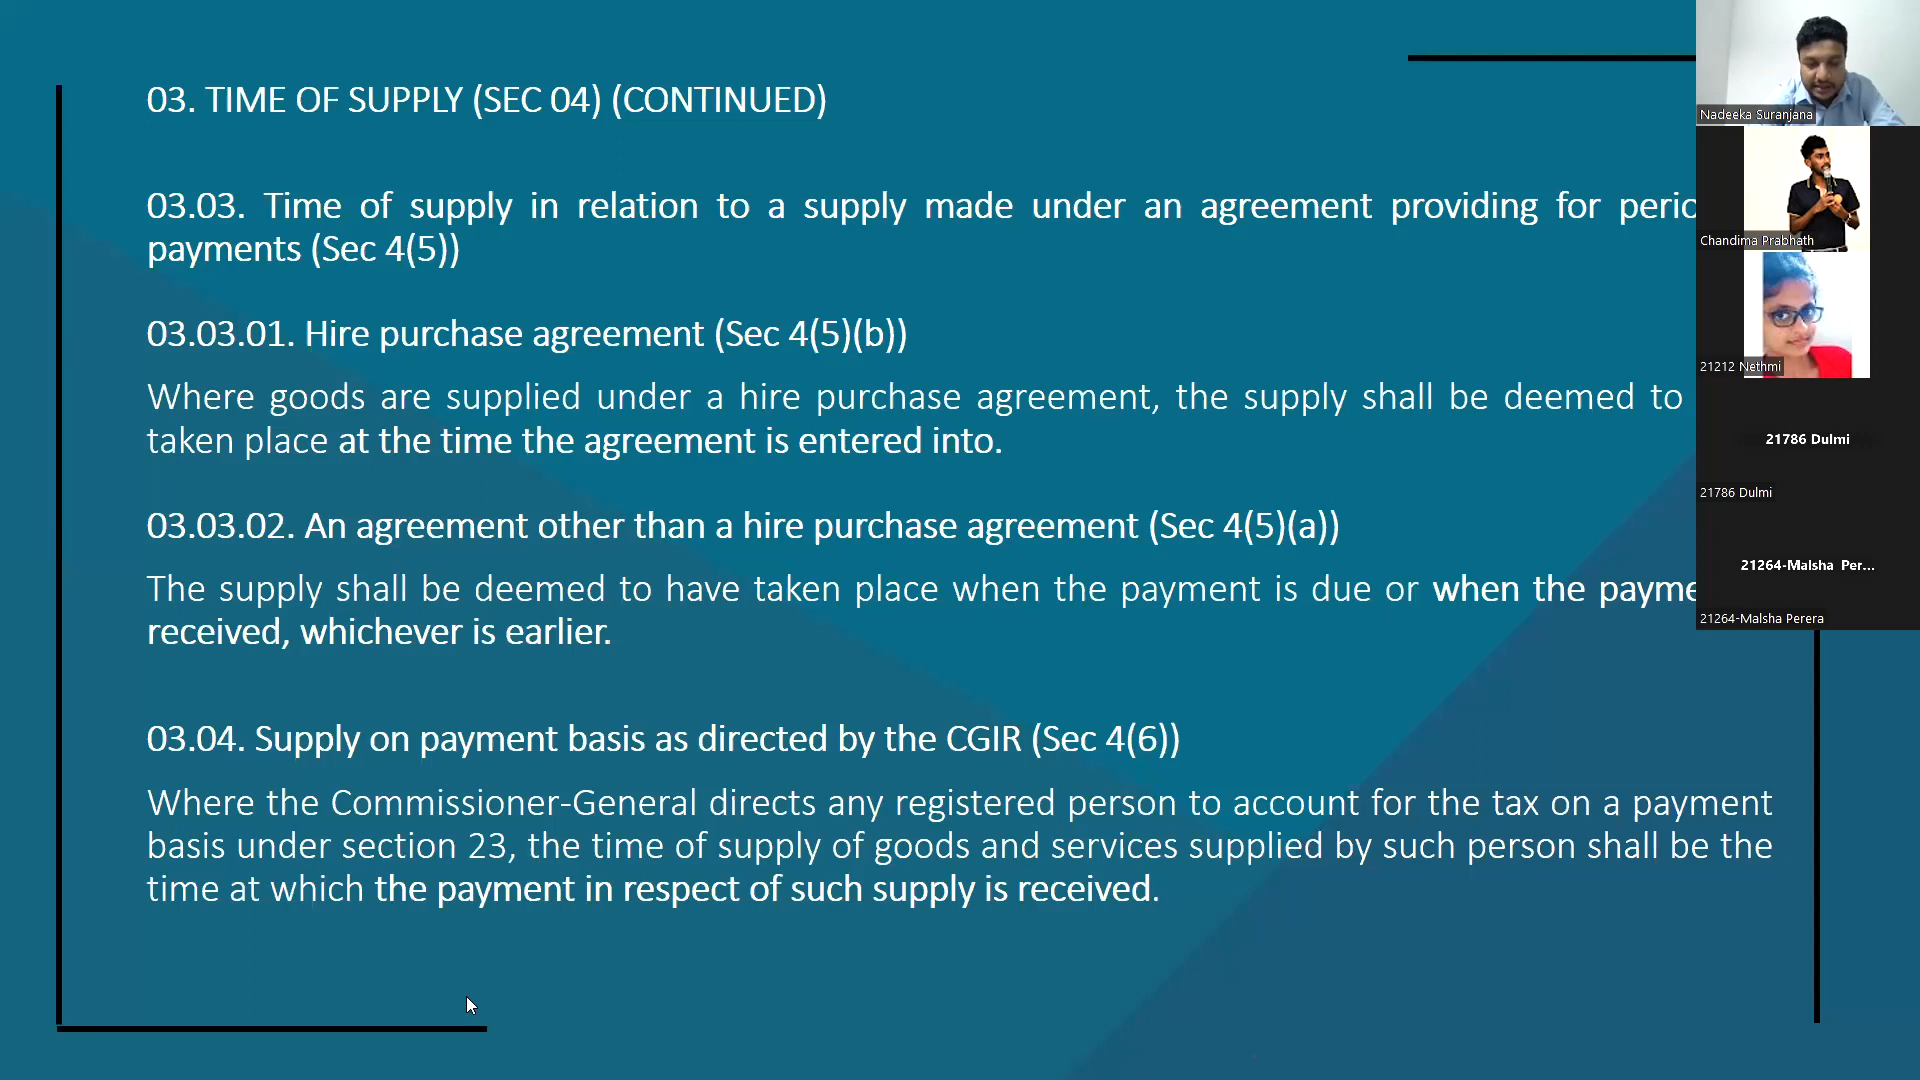 03. TIME OF SUPPLY (SEC 04) (CONTINUED)
03.03. Time of supply in relation to a supply made under an agreement providing for perio
payments (Sec 4(5))
03.03.01. Hire purchase agreement (Sec 4(5)(b))
Where goods are supplied under a hire purchase agreement, the supply shall be deemed to
taken place at the time the agreement is entered into.
03.03.02. An agreement other than a hire purchase agreement (Sec 4(5)(a))
The supply shall be deemed to have taken place when the payment is due or when the payme
received, whichever is earlier.
03.04. Supply on payment basis as directed by the CGIR (Sec 4(6))
Where the Commissioner-General directs any registered person to account for the tax on a payment
basis under section 23, the time of supply of goods and services supplied by such person shall be the
time at which the payment in respect of such supply is received.
Nadeeka Suranjana
Chandima Prabhath
21212 Nethmi
21786 Dulmi
21786 Dulmi
21264-Malsha Per...
21264-Malsha Perera